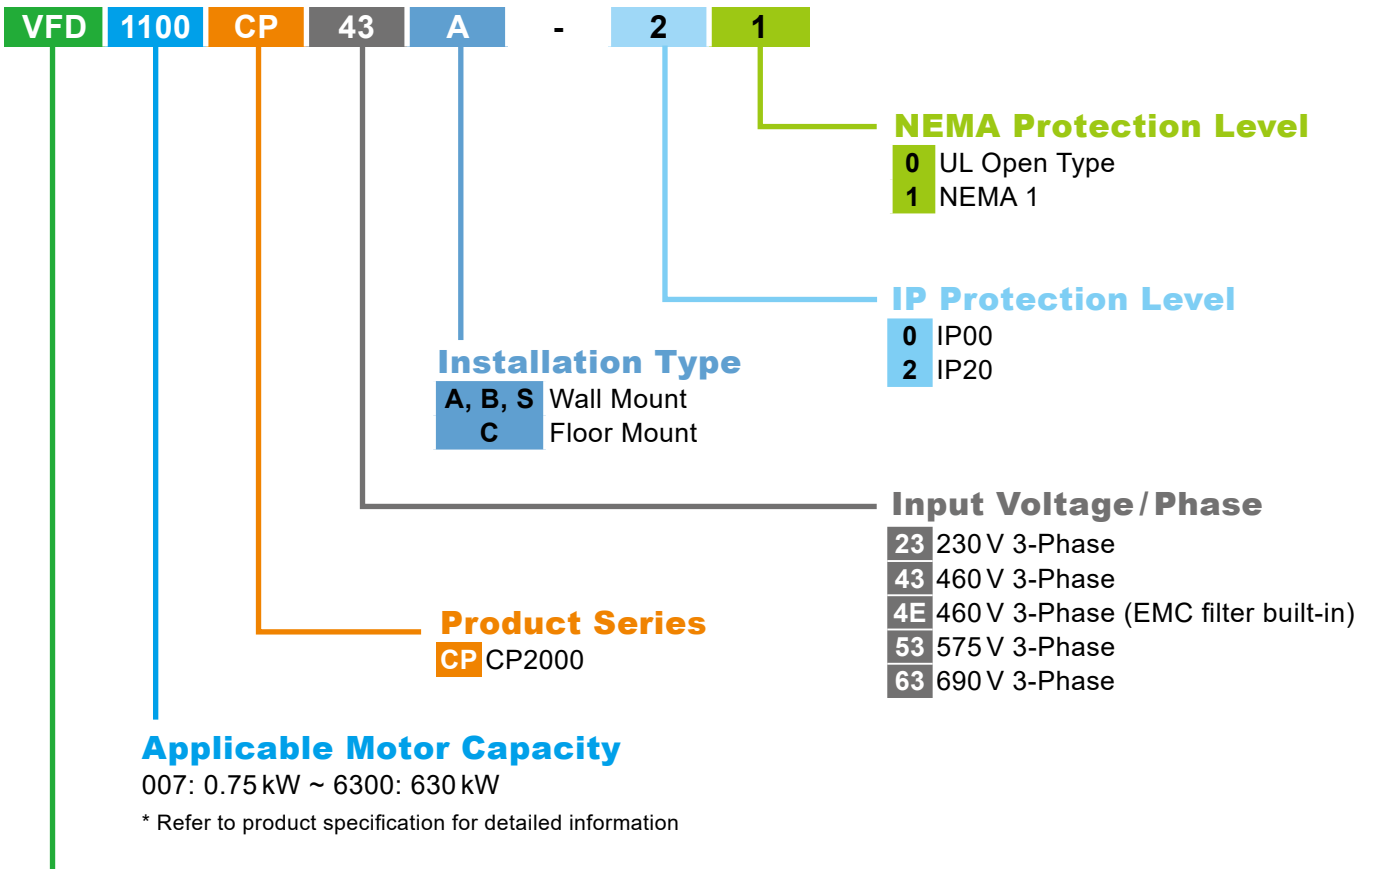 VFD 1100 CP 43 A - 2 1
NEMA Protection Level
0 UL Open Type
1 NEMA 1
IP Protection Level
0 IP00
2 IP20
Installation Type
A, B, S Wall Mount
C Floor Mount
Input Voltage/Phase
23 230 V 3-Phase
43 460 V 3-Phase
4E 460 V 3-Phase (EMC filter built-in)
53 575 V 3-Phase
63 690 V 3-Phase
Product Series
CP CP2000
Applicable Motor Capacity
007: 0.75 kW ~ 6300: 630 kW
* Refer to product specification for detailed information